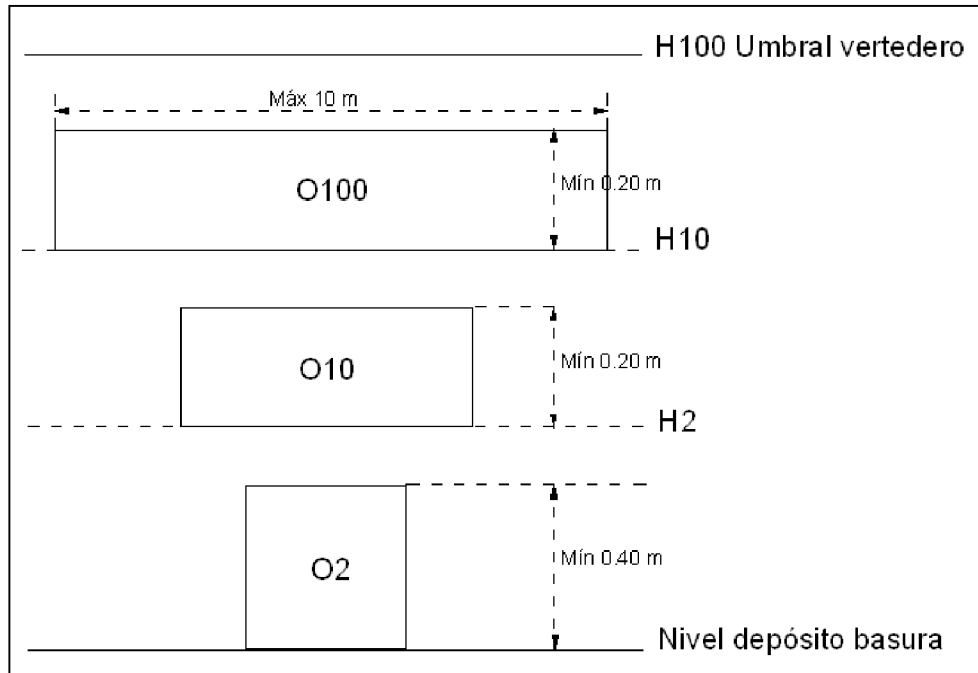 H100 Umbral vertedero
Máx 10 m
O100
Mín 0.20 m
H10
O10
Mín 0.20 m
H2
O2
Mín 0.40 m
Nivel depósito basura